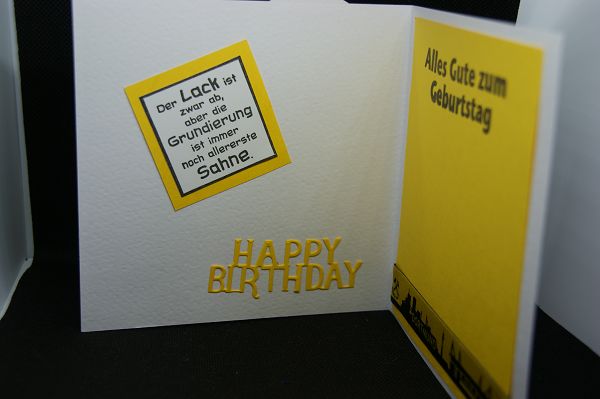 Der Lack ist
zwar ab,
aber die
Grundierung
ist immer
noch allererste
Sahne.
HAPPY
BIRTHDAY
Alles Gute zum
Geburtstag